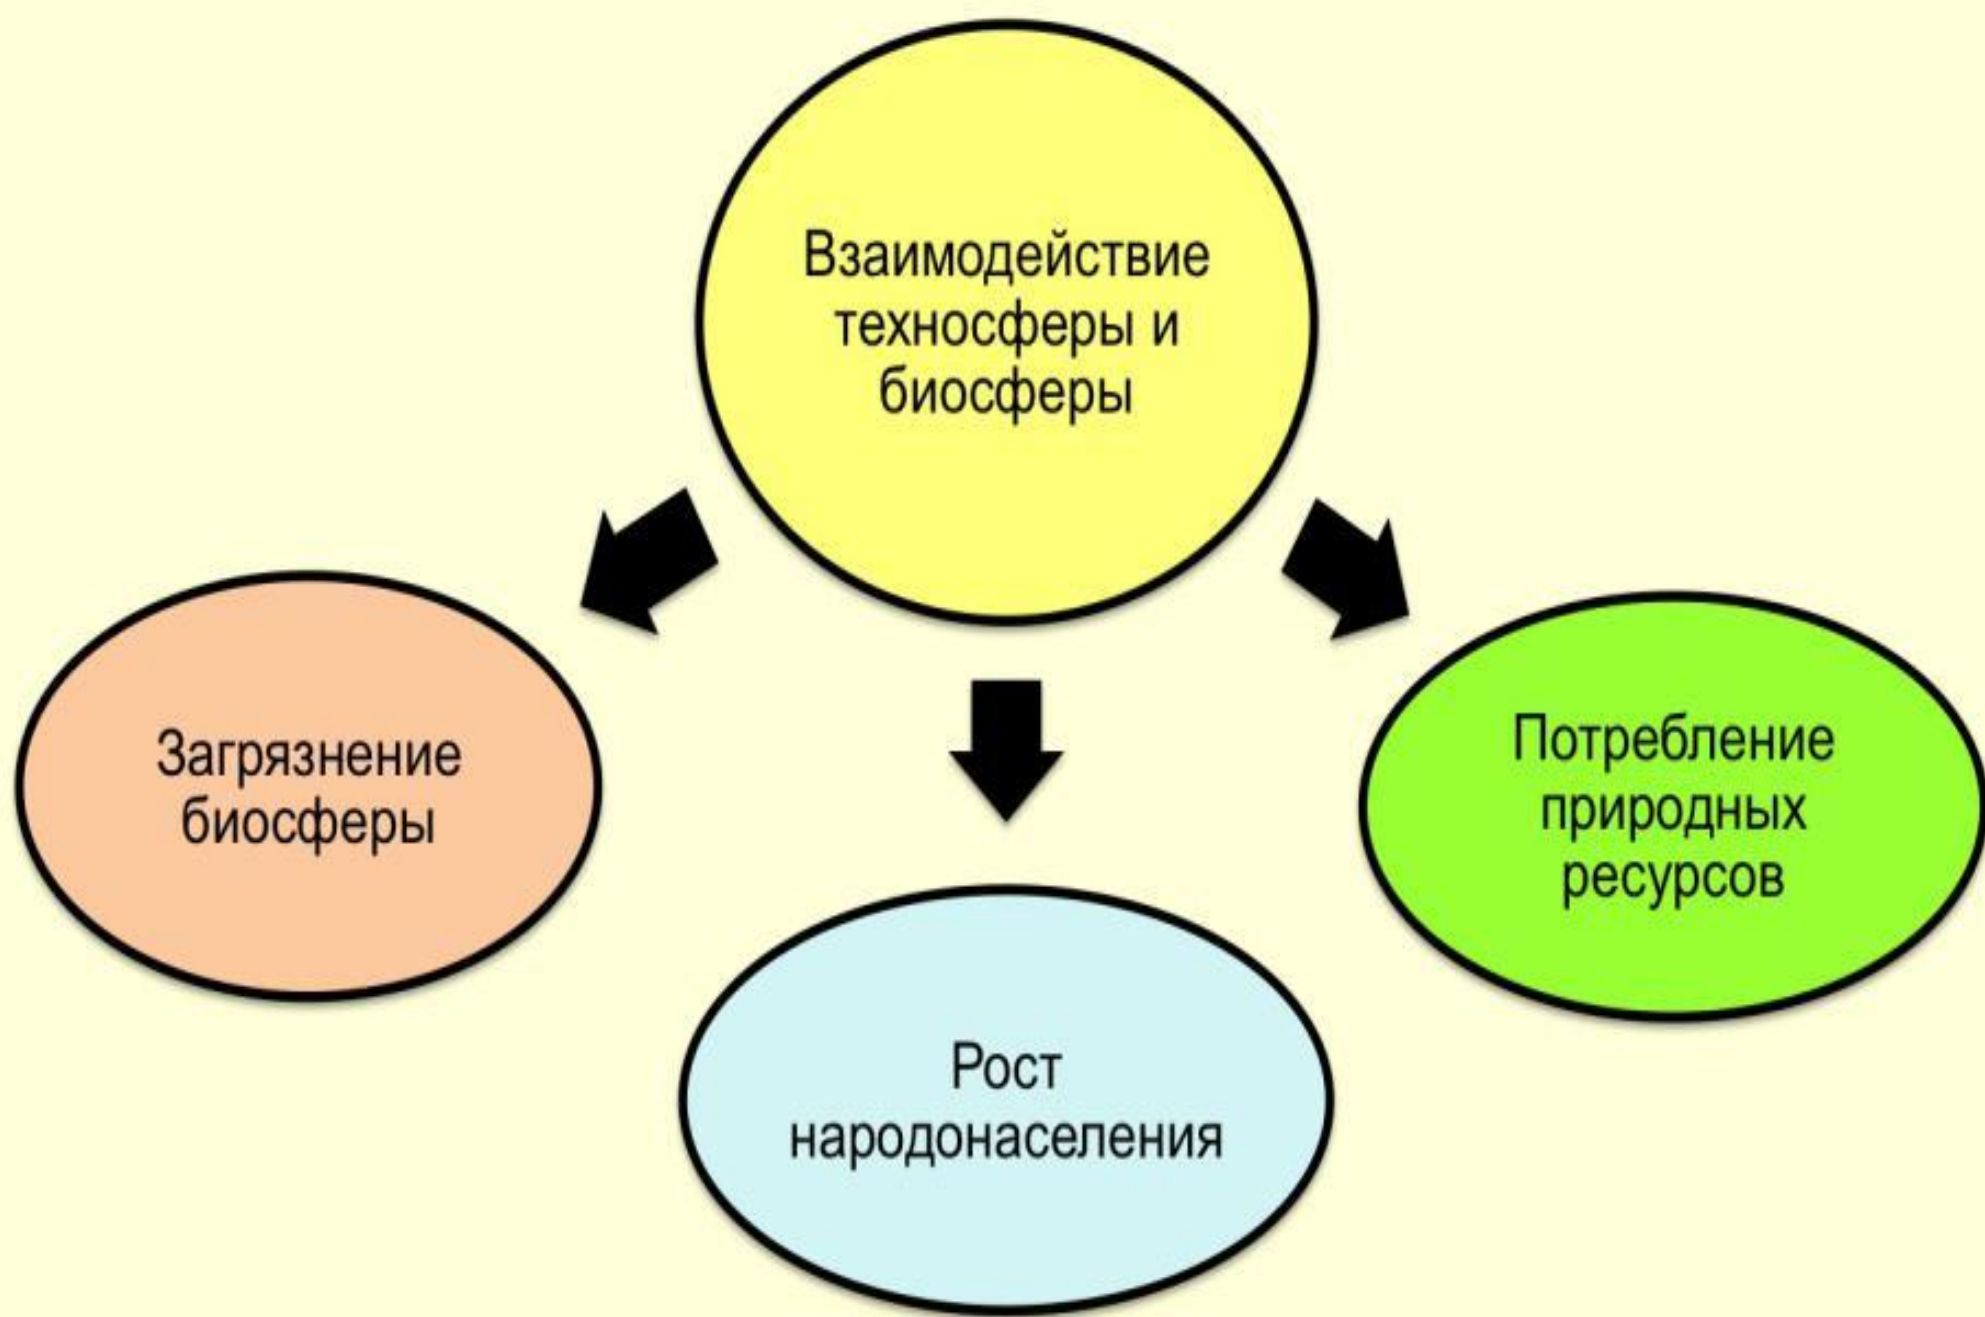 Взаимодействие
техносферы и
биосферы
Загрязнение
биосферы
Потребление
природных
ресурсов
Рост
народонаселения